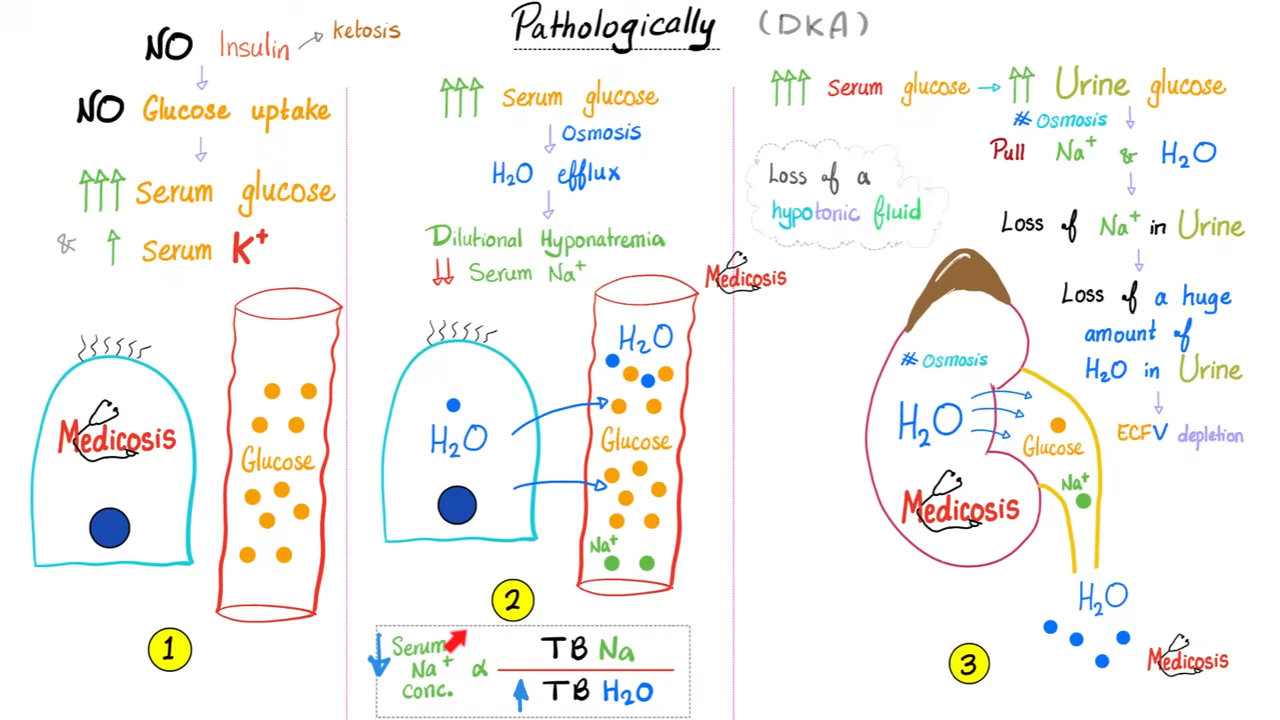 Pathologically (DKA)
NO Insulin → ketosis
NO Glucose uptake
↑↑↑ Serum glucose
& ↑ Serum K⁺
Medicosis
Glucose
1
↑↑↑ Serum glucose
Osmosis
H₂O efflux
Dilutional Hyponatremia
↓↓ Serum Na⁺
Medicosis
H₂O
H₂O
Glucose
Na⁺
2
↓ Serum Na⁺ conc. α TB Na / ↑ TB H₂O
↑↑↑ Serum glucose → ↑↑ Urine glucose
# Osmosis
Pull Na⁺ & H₂O
Loss of a
hypotonic fluid
Loss of Na⁺ in Urine
Loss of a huge
amount of
H₂O in Urine
ECFV depletion
# Osmosis
H₂O
Glucose
Na⁺
Medicosis
H₂O
3
Medicosis